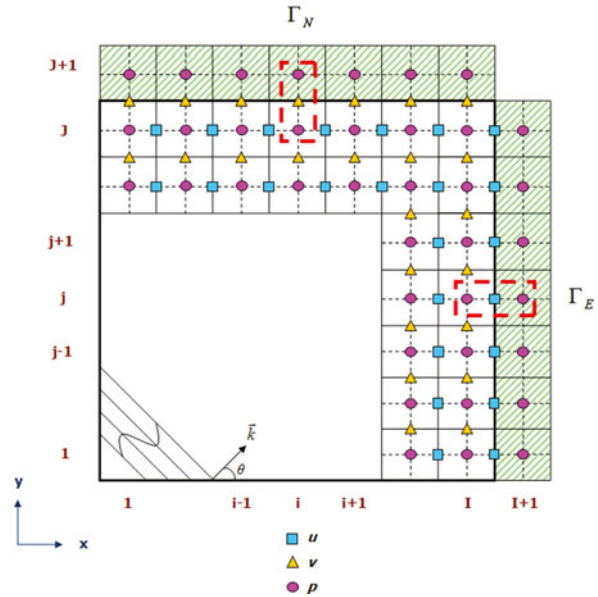 Γ_N
J+1
J
j+1
j
Γ_E
j-1
k⃗
θ
1
y
x
1 i-1 i i+1 I I+1
u
v
p